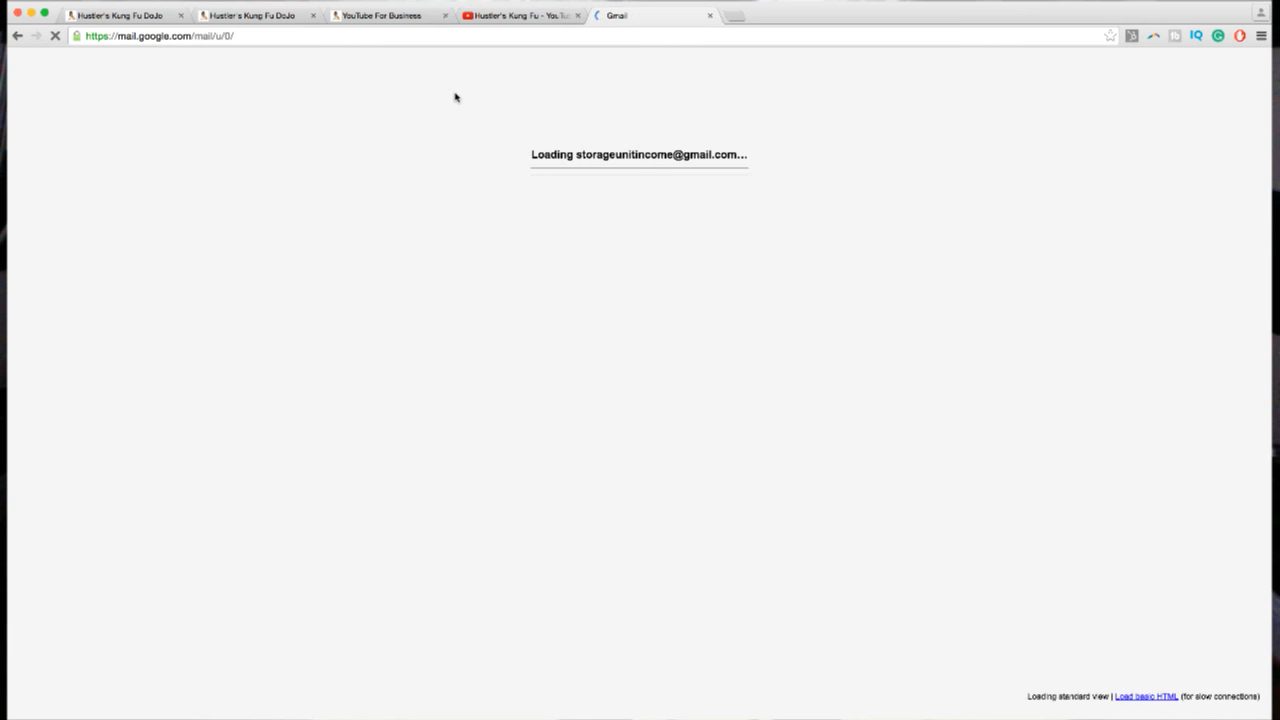 Hustler's Kung Fu DoJo
Hustler's Kung Fu DoJo
YouTube For Business
Hustler's Kung Fu - YouTu
Gmail
https://mail.google.com/mail/u/0/
IQ
Loading storageunitincome@gmail.com...
Loading standard view | Load basic HTML (for slow connections)